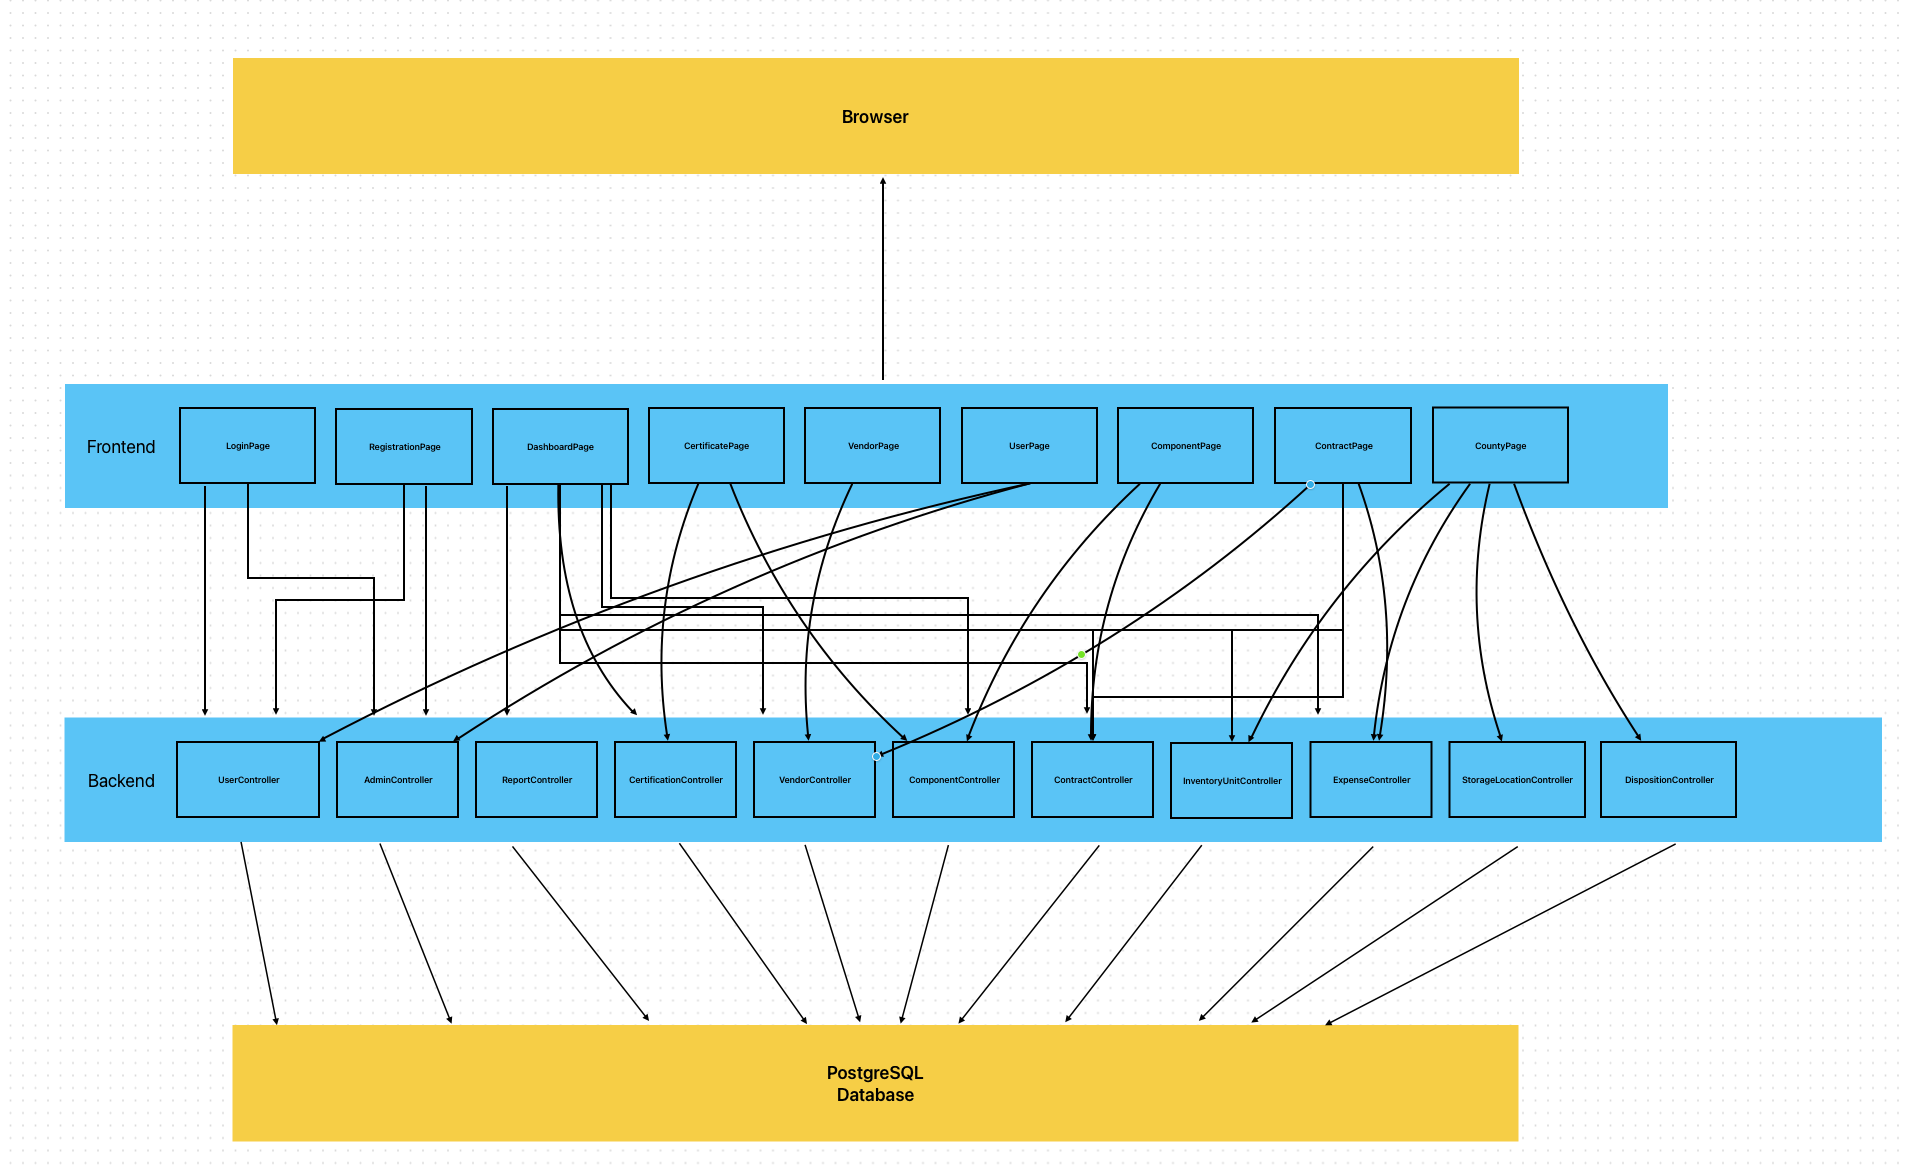 Browser
Frontend
LoginPage
RegistrationPage
DashboardPage
CertificatePage
VendorPage
UserPage
ComponentPage
ContractPage
CountyPage
Backend
UserController
AdminController
ReportController
CertificationController
VendorController
ComponentController
ContractController
InventoryUnitController
ExpenseController
StorageLocationController
DispositionController
PostgreSQL
Database